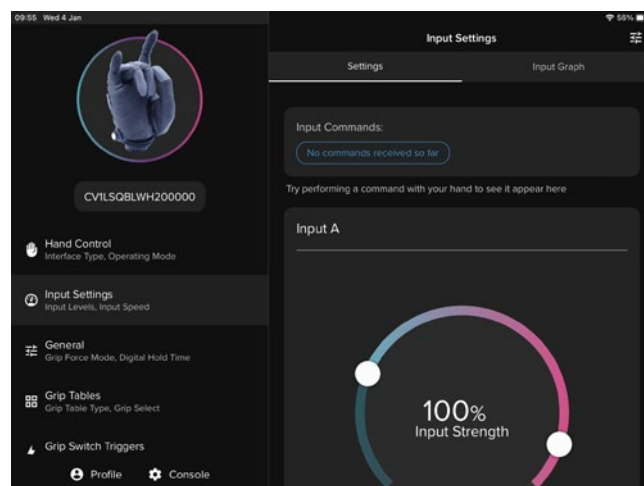 09:55 Wed 4 Jan
56%
CV1LSQBLWH200000
Hand Control
Interface Type, Operating Mode
Input Settings
Input Levels, Input Speed
General
Grip Force Mode, Digital Hold Time
Grip Tables
Grip Table Type, Grip Select
Grip Switch Triggers
Profile
Console
Input Settings
Settings
Input Graph
Input Commands:
No commands received so far
Try performing a command with your hand to see it appear here
Input A
100%
Input Strength